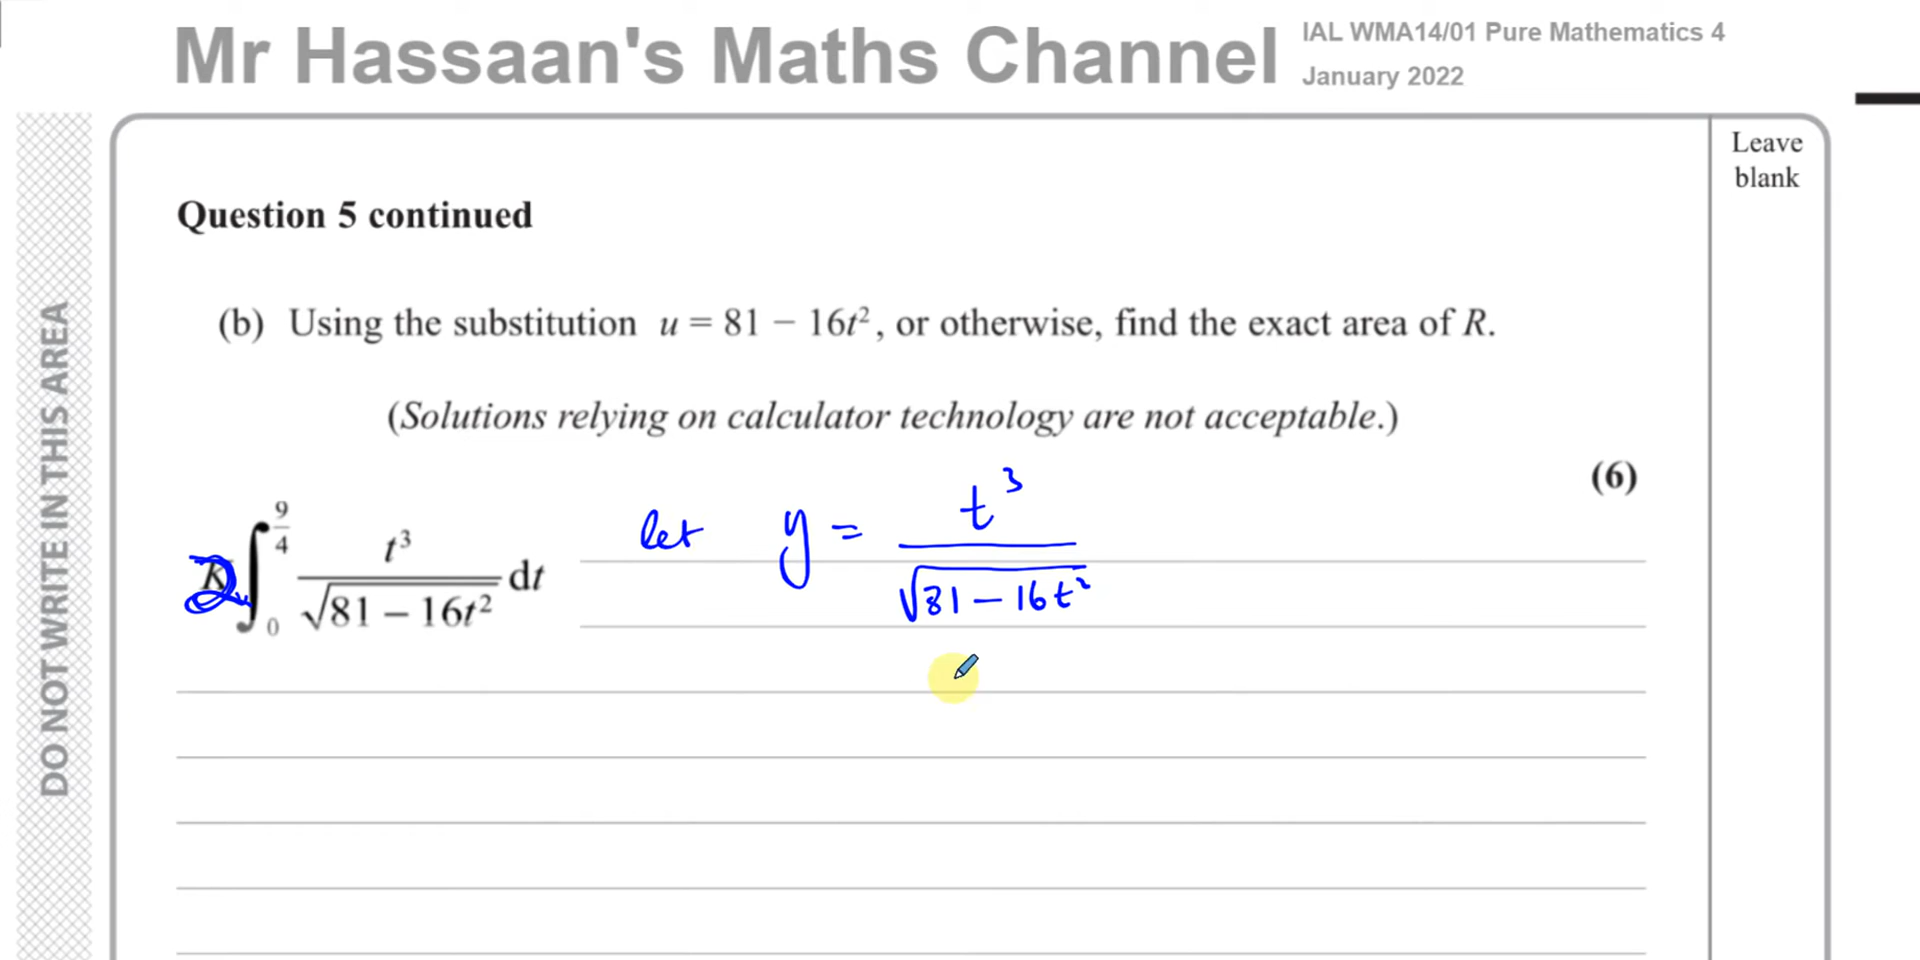 Mr Hassaan's Maths Channel
IAL WMA14/01 Pure Mathematics 4
January 2022
Leave
blank
DO NOT WRITE IN THIS AREA
Question 5 continued
(b) Using the substitution u = 81 − 16t², or otherwise, find the exact area of R.
(Solutions relying on calculator technology are not acceptable.)
(6)
2∫₀^(9/4) t³/√(81 − 16t²) dt
let y = t³/√(81 − 16t²)